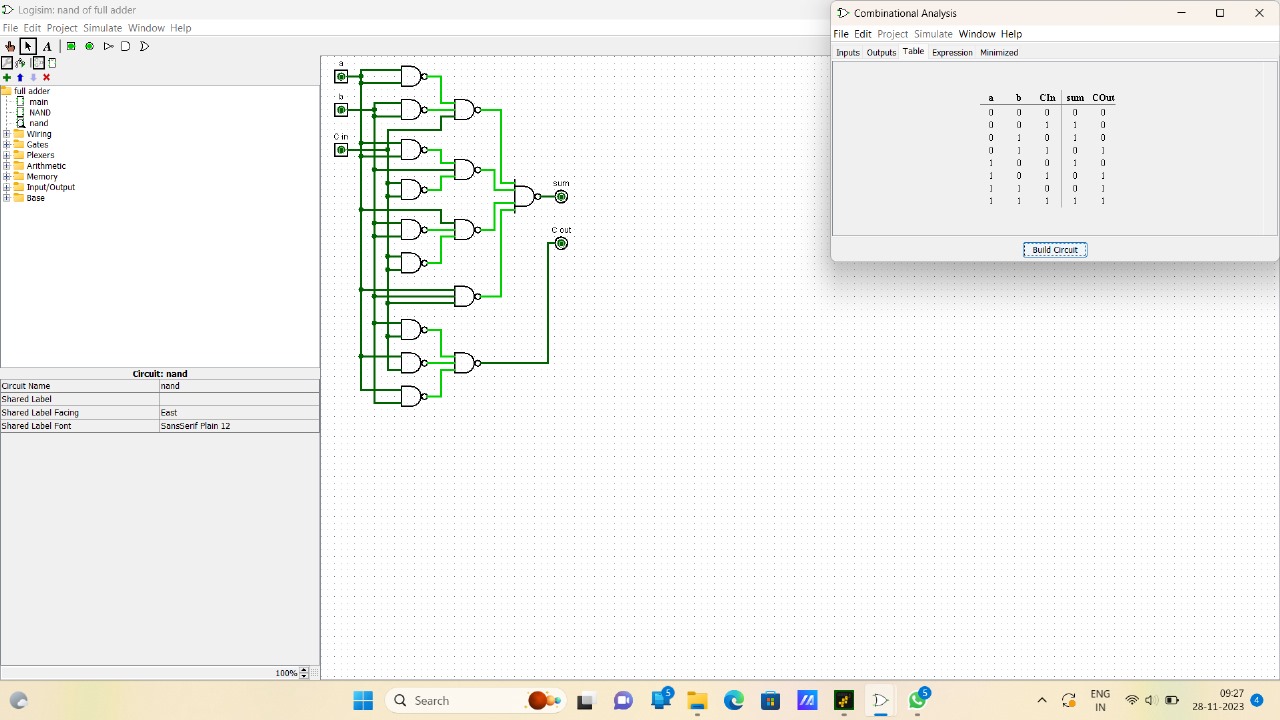 Logisim: nand of full adder
File Edit Project Simulate Window Help
A
full adder
main
NAND
nand
Wiring
Gates
Plexers
Arithmetic
Memory
Input/Output
Base
Circuit: nand
Circuit Name nand
Shared Label
Shared Label Facing East
Shared Label Font SansSerif Plain 12
100%
a
b
C in
sum
C out
Combinational Analysis
File Edit Project Simulate Window Help
Inputs Outputs Table Expression Minimized
a b CIn sum COut
0 0 0 0 0
0 0 1 1 0
0 1 0 1 0
0 1 1 0 1
1 0 0 1 0
1 0 1 0 1
1 1 0 0 1
1 1 1 1 1
Build Circuit
Search
5
5
ENG
IN
09:27
28-11-2023
4